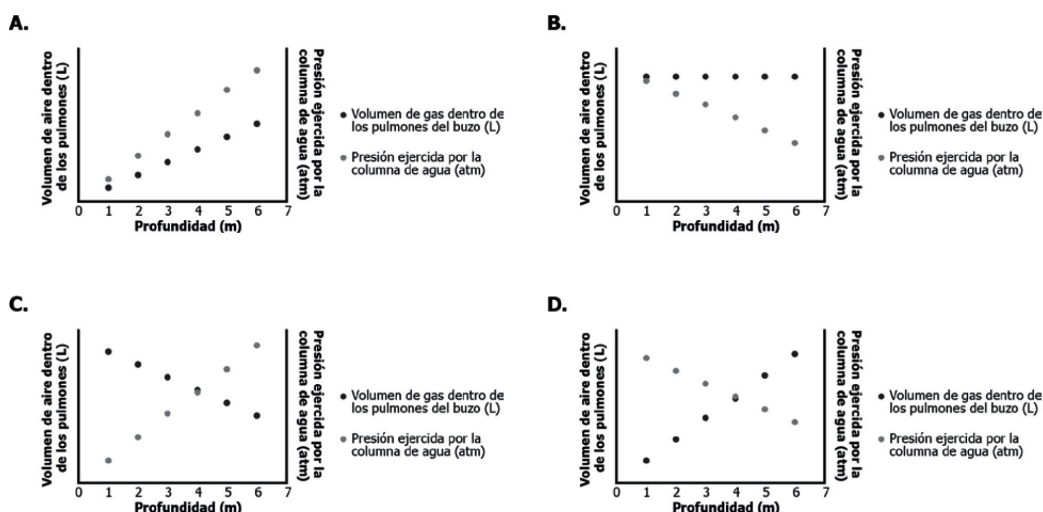 A.
Volumen de aire dentro
de los pulmones (L)
Presión ejercida por la
columna de agua (atm)
Volumen de gas dentro de
los pulmones del buzo (L)
Presión ejercida por la
columna de agua (atm)
0 1 2 3 4 5 6 7
Profundidad (m)
B.
Volumen de aire dentro
de los pulmones (L)
Presión ejercida por la
columna de agua (atm)
Volumen de gas dentro de
los pulmones del buzo (L)
Presión ejercida por la
columna de agua (atm)
0 1 2 3 4 5 6 7
Profundidad (m)
C.
Volumen de aire dentro
de los pulmones (L)
Presión ejercida por la
columna de agua (atm)
Volumen de gas dentro de
los pulmones del buzo (L)
Presión ejercida por la
columna de agua (atm)
0 1 2 3 4 5 6 7
Profundidad (m)
D.
Volumen de aire dentro
de los pulmones (L)
Presión ejercida por la
columna de agua (atm)
Volumen de gas dentro de
los pulmones del buzo (L)
Presión ejercida por la
columna de agua (atm)
0 1 2 3 4 5 6 7
Profundidad (m)